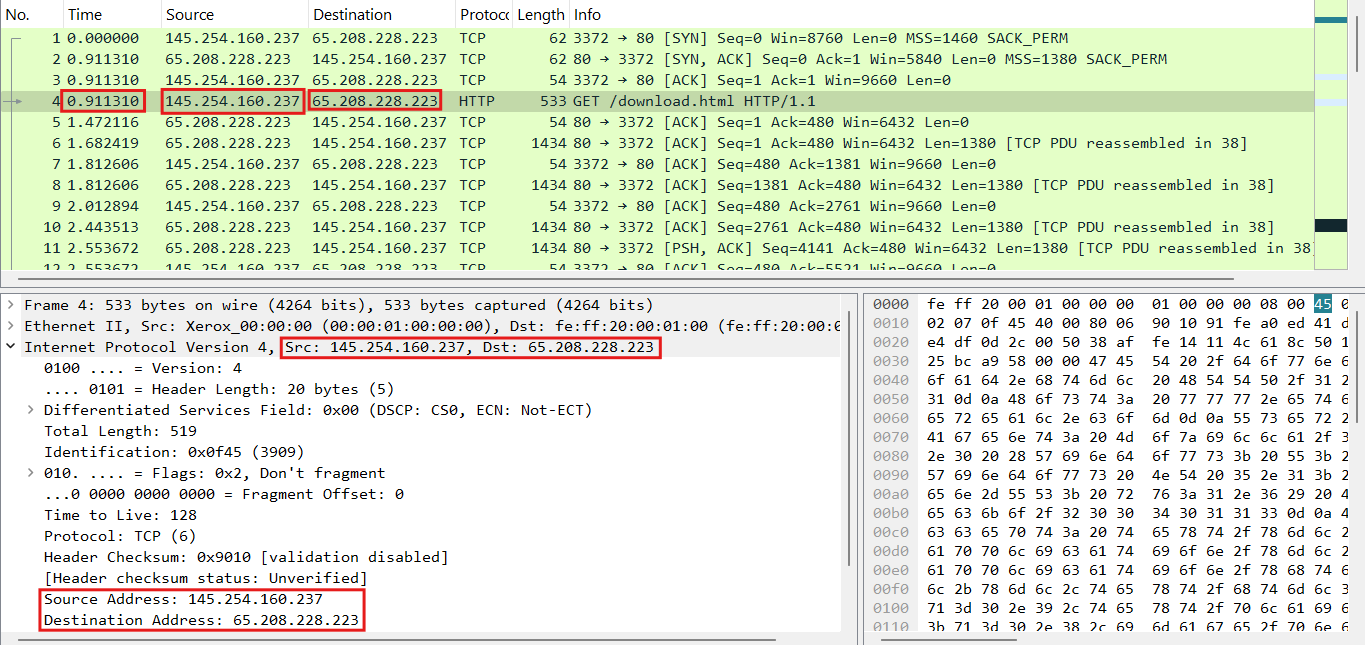 No. Time Source Destination Protocc Length Info
1 0.000000 145.254.160.237 65.208.228.223 TCP 62 3372 → 80 [SYN] Seq=0 Win=8760 Len=0 MSS=1460 SACK_PERM
2 0.911310 65.208.228.223 145.254.160.237 TCP 62 80 → 3372 [SYN, ACK] Seq=0 Ack=1 Win=5840 Len=0 MSS=1380 SACK_PERM
3 0.911310 145.254.160.237 65.208.228.223 TCP 54 3372 → 80 [ACK] Seq=1 Ack=1 Win=9660 Len=0
4 0.911310 145.254.160.237 65.208.228.223 HTTP 533 GET /download.html HTTP/1.1
5 1.472116 65.208.228.223 145.254.160.237 TCP 54 80 → 3372 [ACK] Seq=1 Ack=480 Win=6432 Len=0
6 1.682419 65.208.228.223 145.254.160.237 TCP 1434 80 → 3372 [ACK] Seq=1 Ack=480 Win=6432 Len=1380 [TCP PDU reassembled in 38]
7 1.812606 145.254.160.237 65.208.228.223 TCP 54 3372 → 80 [ACK] Seq=480 Ack=1381 Win=9660 Len=0
8 1.812606 65.208.228.223 145.254.160.237 TCP 1434 80 → 3372 [ACK] Seq=1381 Ack=480 Win=6432 Len=1380 [TCP PDU reassembled in 38]
9 2.012894 145.254.160.237 65.208.228.223 TCP 54 3372 → 80 [ACK] Seq=480 Ack=2761 Win=9660 Len=0
10 2.443513 65.208.228.223 145.254.160.237 TCP 1434 80 → 3372 [ACK] Seq=2761 Ack=480 Win=6432 Len=1380 [TCP PDU reassembled in 38]
11 2.553672 65.208.228.223 145.254.160.237 TCP 1434 80 → 3372 [PSH, ACK] Seq=4141 Ack=480 Win=6432 Len=1380 [TCP PDU reassembled in 38
12 2.553672 145.254.160.237 65.208.228.223 TCP 54 3372 → 80 [ACK] Seq=480 Ack=5521 Win=9660 Len=0
Frame 4: 533 bytes on wire (4264 bits), 533 bytes captured (4264 bits)
Ethernet II, Src: Xerox_00:00:00 (00:00:01:00:00:00), Dst: fe:ff:20:00:01:00 (fe:ff:20:00:0
Internet Protocol Version 4, Src: 145.254.160.237, Dst: 65.208.228.223
0100 .... = Version: 4
.... 0101 = Header Length: 20 bytes (5)
Differentiated Services Field: 0x00 (DSCP: CS0, ECN: Not-ECT)
Total Length: 519
Identification: 0x0f45 (3909)
010. .... = Flags: 0x2, Don't fragment
...0 0000 0000 0000 = Fragment Offset: 0
Time to Live: 128
Protocol: TCP (6)
Header Checksum: 0x9010 [validation disabled]
[Header checksum status: Unverified]
Source Address: 145.254.160.237
Destination Address: 65.208.228.223
0000 fe ff 20 00 01 00 00 00 01 00 00 00 08 00 45
0010 02 07 0f 45 40 00 80 06 90 10 91 fe a0 ed 41 d
0020 e4 df 0d 2c 00 50 38 af fe 14 11 4c 61 8c 50 1
0030 25 bc a9 58 00 00 47 45 54 20 2f 64 6f 77 6e 6
0040 6f 61 64 2e 68 74 6d 6c 20 48 54 54 50 2f 31 2
0050 31 0d 0a 48 6f 73 74 3a 20 77 77 77 2e 65 74 6
0060 65 72 65 61 6c 2e 63 6f 6d 0d 0a 55 73 65 72 2
0070 41 67 65 6e 74 3a 20 4d 6f 7a 69 6c 6c 61 2f 3
0080 2e 30 20 28 57 69 6e 64 6f 77 73 3b 20 55 3b 2
0090 57 69 6e 64 6f 77 73 20 4e 54 20 35 2e 31 3b 2
00a0 65 6e 2d 55 53 3b 20 72 76 3a 31 2e 36 29 20 4
00b0 65 63 6b 6f 2f 32 30 30 34 30 31 31 33 0d 0a 4
00c0 63 63 65 70 74 3a 20 74 65 78 74 2f 78 6d 6c 2
00d0 61 70 70 6c 69 63 61 74 69 6f 6e 2f 78 6d 6c 2
00e0 61 70 70 6c 69 63 61 74 69 6f 6e 2f 78 68 74 6
00f0 6c 2b 78 6d 6c 2c 74 65 78 74 2f 68 74 6d 6c 3
0100 71 3d 30 2e 39 2c 74 65 78 74 2f 70 6c 61 69 6
0110 3b 71 3d 30 2e 38 2c 69 6d 61 67 65 2f 70 6e 6